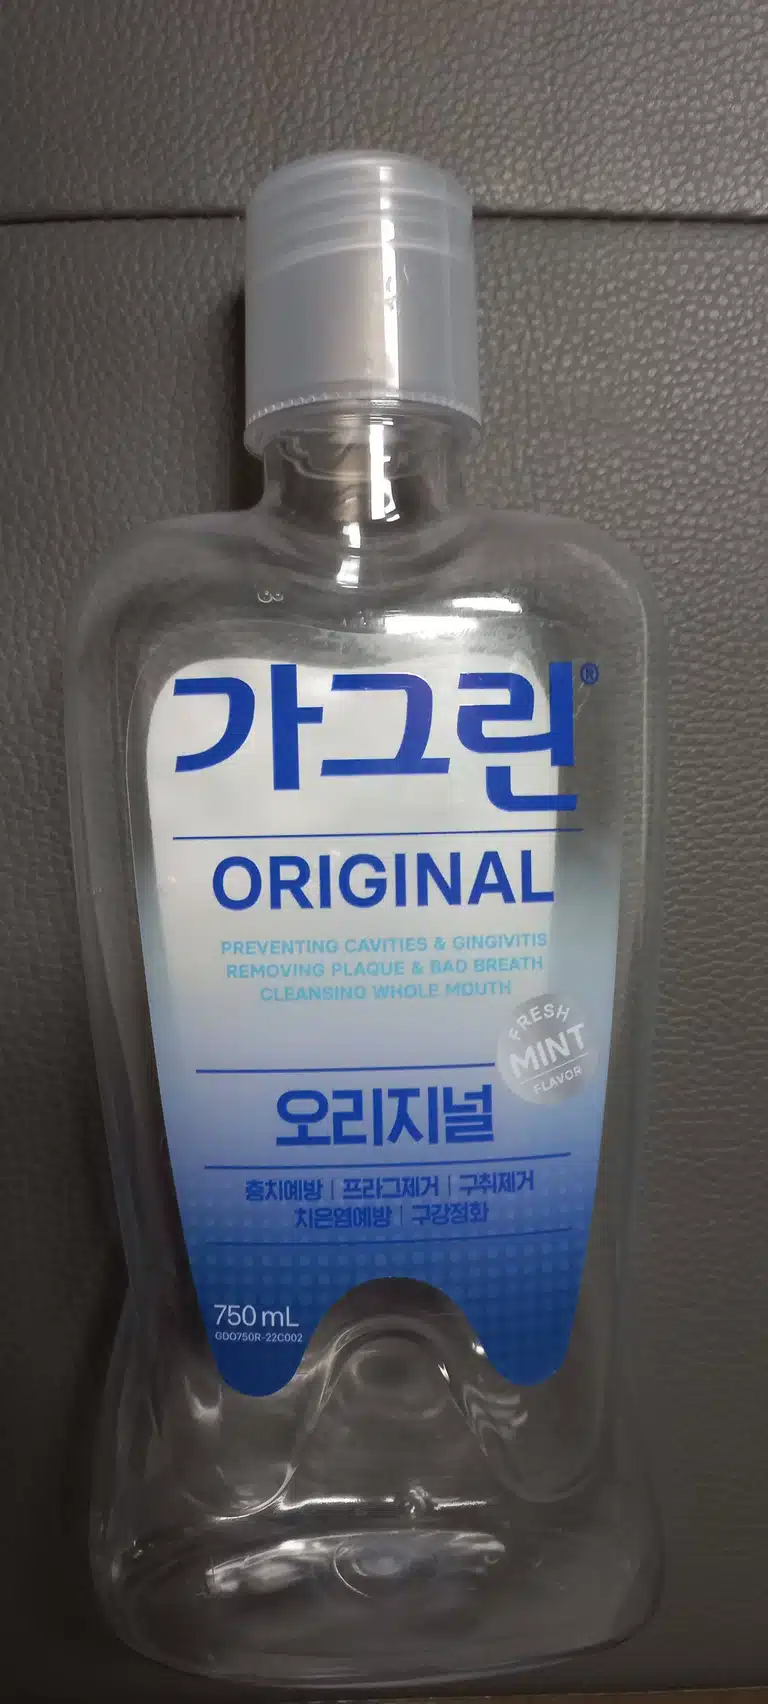 가그린®
ORIGINAL
PREVENTING CAVITIES & GINGIVITIS
REMOVING PLAQUE & BAD BREATH
CLEANSING WHOLE MOUTH
FRESH
MINT
FLAVOR
오리지널
충치예방 | 프라그제거 | 구취제거
치은염예방 | 구강정화
750 mL
GDO750R-22C002